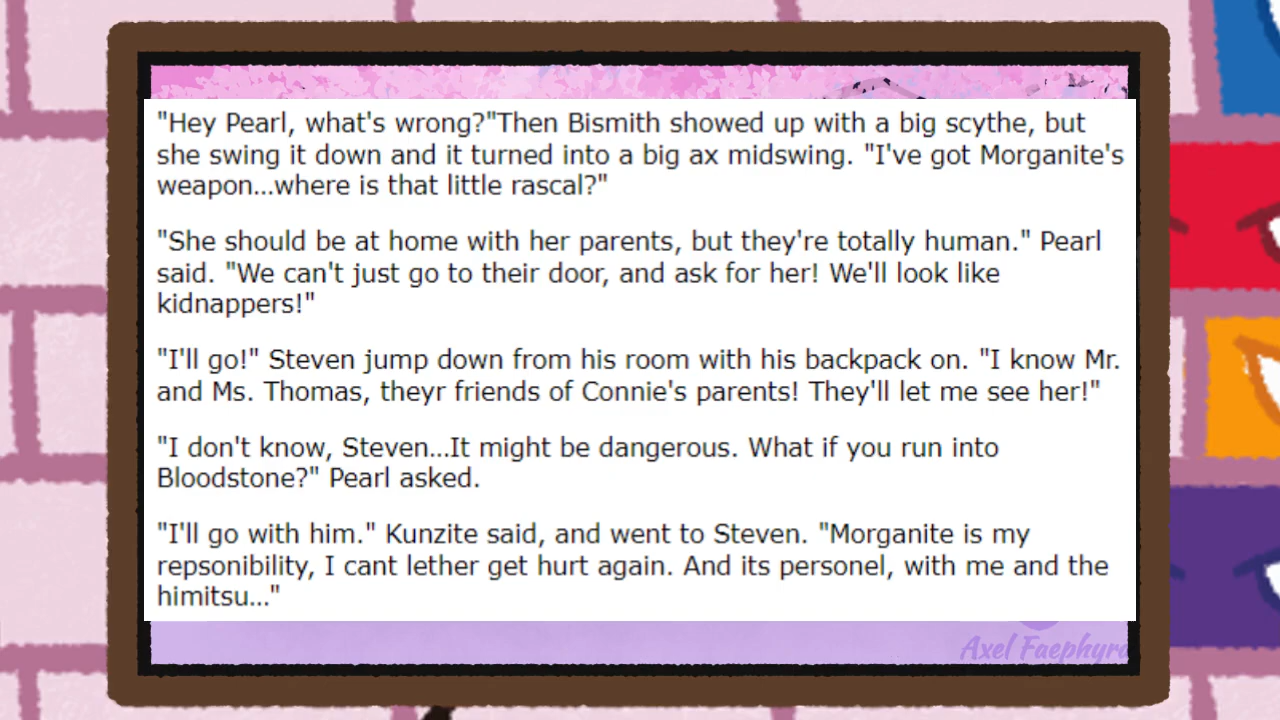 "Hey Pearl, what's wrong?"Then Bismith showed up with a big scythe, but
she swing it down and it turned into a big ax midswing. "I've got Morganite's
weapon...where is that little rascal?"
"She should be at home with her parents, but they're totally human." Pearl
said. "We can't just go to their door, and ask for her! We'll look like
kidnappers!"
"I'll go!" Steven jump down from his room with his backpack on. "I know Mr.
and Ms. Thomas, theyr friends of Connie's parents! They'll let me see her!"
"I don't know, Steven...It might be dangerous. What if you run into
Bloodstone?" Pearl asked.
"I'll go with him." Kunzite said, and went to Steven. "Morganite is my
repsonibility, I cant lether get hurt again. And its personel, with me and the
himitsu..."
Axel Faephyra